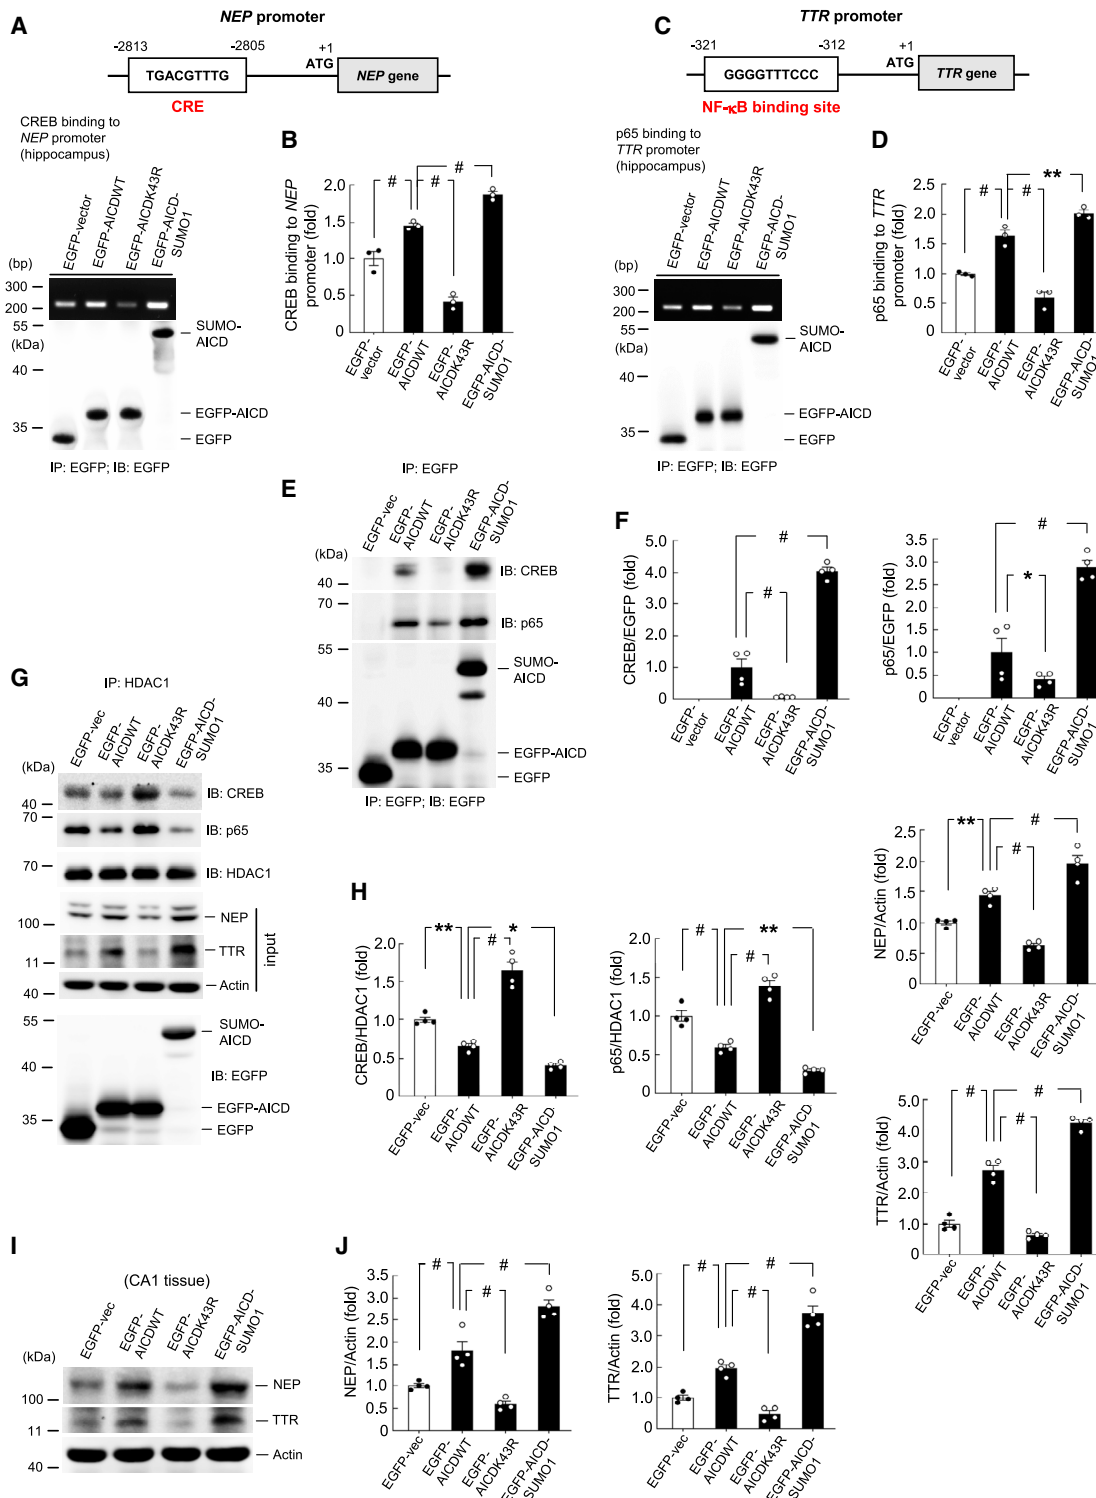 A
NEP promoter
-2813
-2805
+1
ATG
TGACGTTTG
NEP gene
CRE
CREB binding to
NEP promoter
(hippocampus)
EGFP-vector
EGFP-AICDWT
EGFP-AICDK43R
EGFP-AICD-
SUMO1
(bp)
300
200
55
(kDa)
40
35
SUMO-
AICD
EGFP-AICD
EGFP
IP: EGFP; IB: EGFP
B
CREB binding to NEP
promoter (fold)
2.0
1.5
1.0
0.5
0
#
#
#
EGFP-
vector
EGFP-
AICDWT
EGFP-
AICDK43R
EGFP-AICD-
SUMO1
C
TTR promoter
-321
-312
+1
ATG
GGGGTTTCCC
TTR gene
NF-κB binding site
p65 binding to
TTR promoter
(hippocampus)
EGFP-vector
EGFP-AICDWT
EGFP-AICDK43R
EGFP-AICD-
SUMO1
(bp)
300
200
55
(kDa)
40
35
SUMO-
AICD
EGFP-AICD
EGFP
IP: EGFP; IB: EGFP
D
p65 binding to TTR
promoter (fold)
2.5
2.0
1.5
1.0
0.5
0
#
#
**
EGFP-
vector
EGFP-
AICDWT
EGFP-
AICDK43R
EGFP-AICD-
SUMO1
E
IP: EGFP
EGFP-vec
EGFP-
AICDWT
EGFP-
AICDK43R
EGFP-AICD-
SUMO1
(kDa)
40
70
55
40
35
IB: CREB
IB: p65
SUMO-
AICD
EGFP-AICD
EGFP
IP: EGFP; IB: EGFP
F
CREB/EGFP (fold)
5.0
4.0
3.0
2.0
1.0
0
#
#
EGFP-
vector
EGFP-
AICDWT
EGFP-
AICDK43R
EGFP-AICD-
SUMO1
p65/EGFP (fold)
4.0
3.0
2.0
1.0
0
#
*
EGFP-
vector
EGFP-
AICDWT
EGFP-
AICDK43R
EGFP-AICD-
SUMO1
G
IP: HDAC1
EGFP-vec
EGFP-
AICDWT
EGFP-
AICDK43R
EGFP-AICD-
SUMO1
(kDa)
40
70
70
100
11
40
55
40
35
IB: CREB
IB: p65
IB: HDAC1
NEP
TTR
Actin
input
SUMO-
AICD
IB: EGFP
EGFP-AICD
EGFP
H
CREB/HDAC1 (fold)
2.0
1.5
1.0
0.5
0
**
#
*
EGFP-vec
EGFP-
AICDWT
EGFP-
AICDK43R
EGFP-AICD-
SUMO1
p65/HDAC1 (fold)
2.0
1.5
1.0
0.5
0
#
#
**
EGFP-vec
EGFP-
AICDWT
EGFP-
AICDK43R
EGFP-AICD
SUMO1
NEP/Actin (fold)
2.5
2.0
1.5
1.0
0.5
0
**
#
#
EGFP-vec
EGFP-
AICDWT
EGFP-
AICDK43R
EGFP-AICD-
SUMO1
TTR/Actin (fold)
5.0
4.0
3.0
2.0
1.0
0
#
#
#
EGFP-vec
EGFP-
AICDWT
EGFP-
AICDK43R
EGFP-AICD-
SUMO1
I
(CA1 tissue)
EGFP-vec
EGFP-
AICDWT
EGFP-
AICDK43R
EGFP-AICD-
SUMO1
(kDa)
100
11
40
NEP
TTR
Actin
J
NEP/Actin (fold)
3.5
3.0
2.5
2.0
1.5
1.0
0.5
0
#
#
#
EGFP-vec
EGFP-
AICDWT
EGFP-
AICDK43R
EGFP-AICD-
SUMO1
TTR/Actin (fold)
5.0
4.0
3.0
2.0
1.0
0
#
#
#
EGFP-vec
EGFP-
AICDWT
EGFP-
AICDK43R
EGFP-AICD-
SUMO1